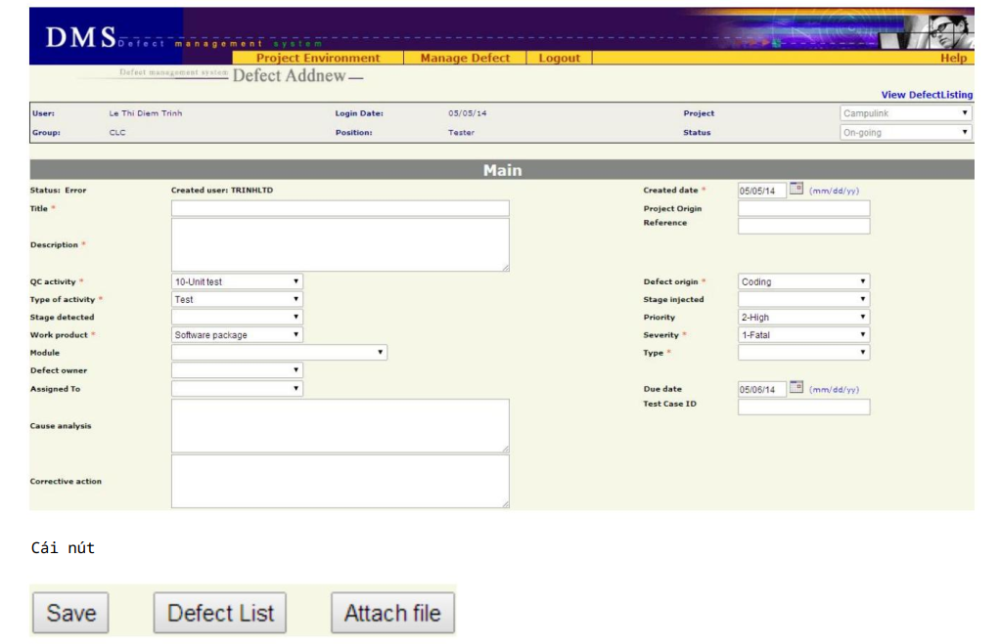 DMS Defect management system
Project Environment Manage Defect Logout Help
Defect management system Defect Addnew
View DefectListing
User: Le Thi Diem Trinh Login Date: 05/05/14 Project Campulink
Group: CLC Position: Tester Status On-going
Main
Status: Error Created user: TRINHLTD Created date * 05/05/14 (mm/dd/yy)
Title * Project Origin
Reference
Description *
QC activity * 10-Unit test Defect origin * Coding
Type of activity * Test Stage injected
Stage detected Priority 2-High
Work product * Software package Severity * 1-Fatal
Module Type *
Defect owner
Assigned To Due date 05/06/14 (mm/dd/yy)
Test Case ID
Cause analysis
Corrective action
Cái nút
Save Defect List Attach file